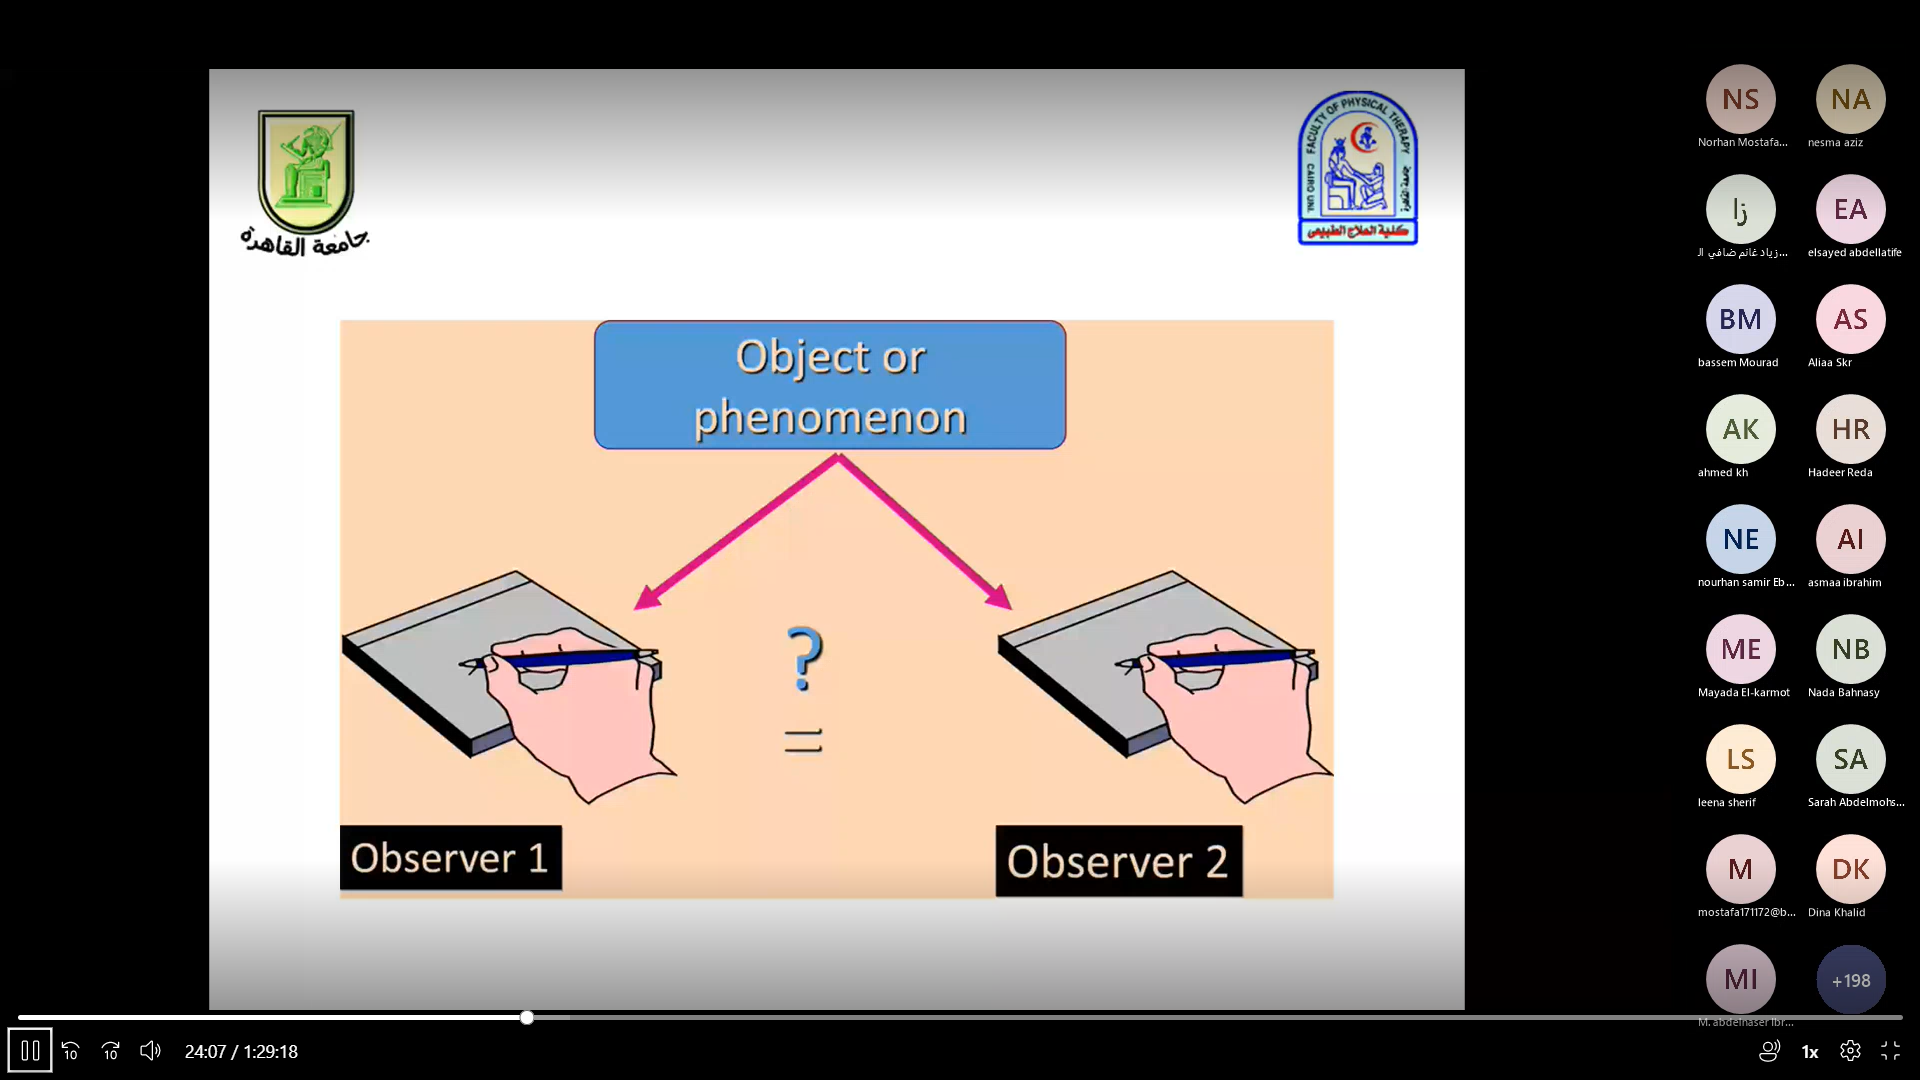 جامعة القاهرة
FACULTY OF PHYSICAL THERAPY
CAIRO UNI.
جامعة القاهرة
كلية العلاج الطبيعى
Object or
phenomenon
?
=
Observer 1
Observer 2
NS
NA
Norhan Mostafa...
nesma aziz
زا
EA
زياد غانم ضافي ال...
elsayed abdellatife
BM
AS
bassem Mourad
Aliaa Skr
AK
HR
ahmed kh
Hadeer Reda
NE
AI
nourhan samir Eb...
asmaa ibrahim
ME
NB
Mayada El-karmot
Nada Bahnasy
LS
SA
leena sherif
Sarah Abdelmohs...
M
DK
mostafa171172@b...
Dina Khalid
MI
+198
M. abdelnaser Ibr...
10
10
24:07 / 1:29:18
1x